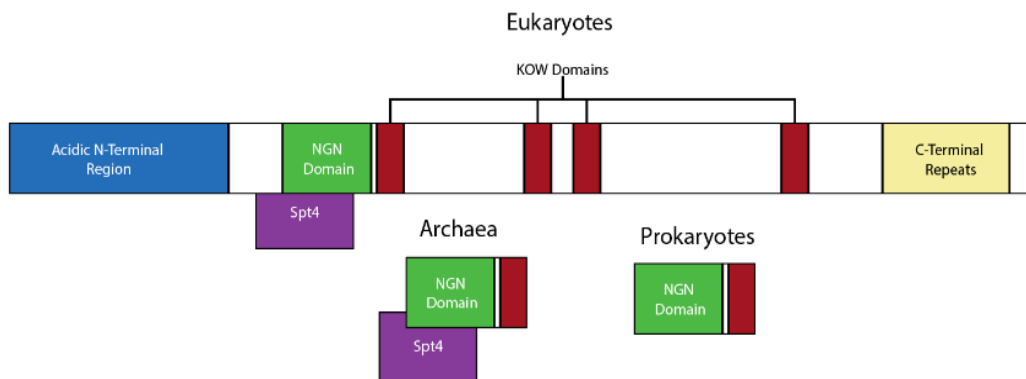 Eukaryotes
KOW Domains
Acidic N-Terminal
Region
NGN
Domain
C-Terminal
Repeats
Spt4
Archaea
Prokaryotes
NGN
Domain
NGN
Domain
Spt4